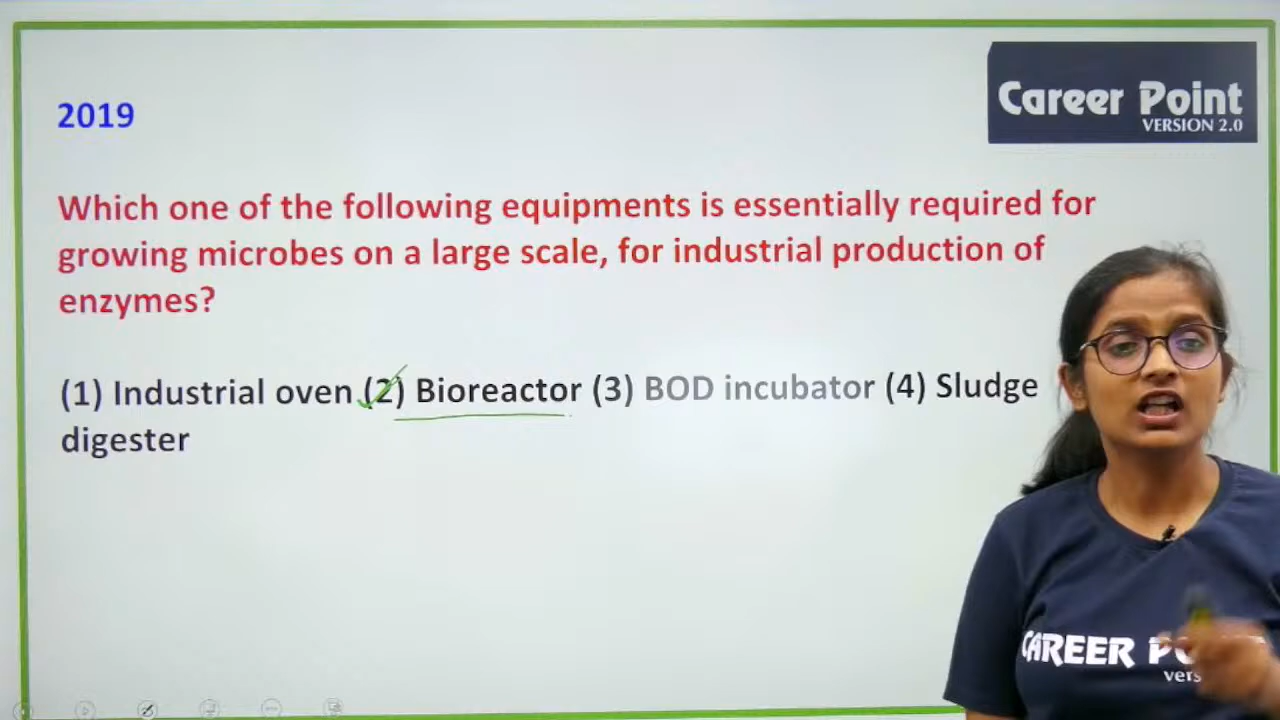 Career Point
VERSION 2.0
2019
Which one of the following equipments is essentially required for
growing microbes on a large scale, for industrial production of
enzymes?
(1) Industrial oven (2) Bioreactor (3) BOD incubator (4) Sludge
digester
CAREER